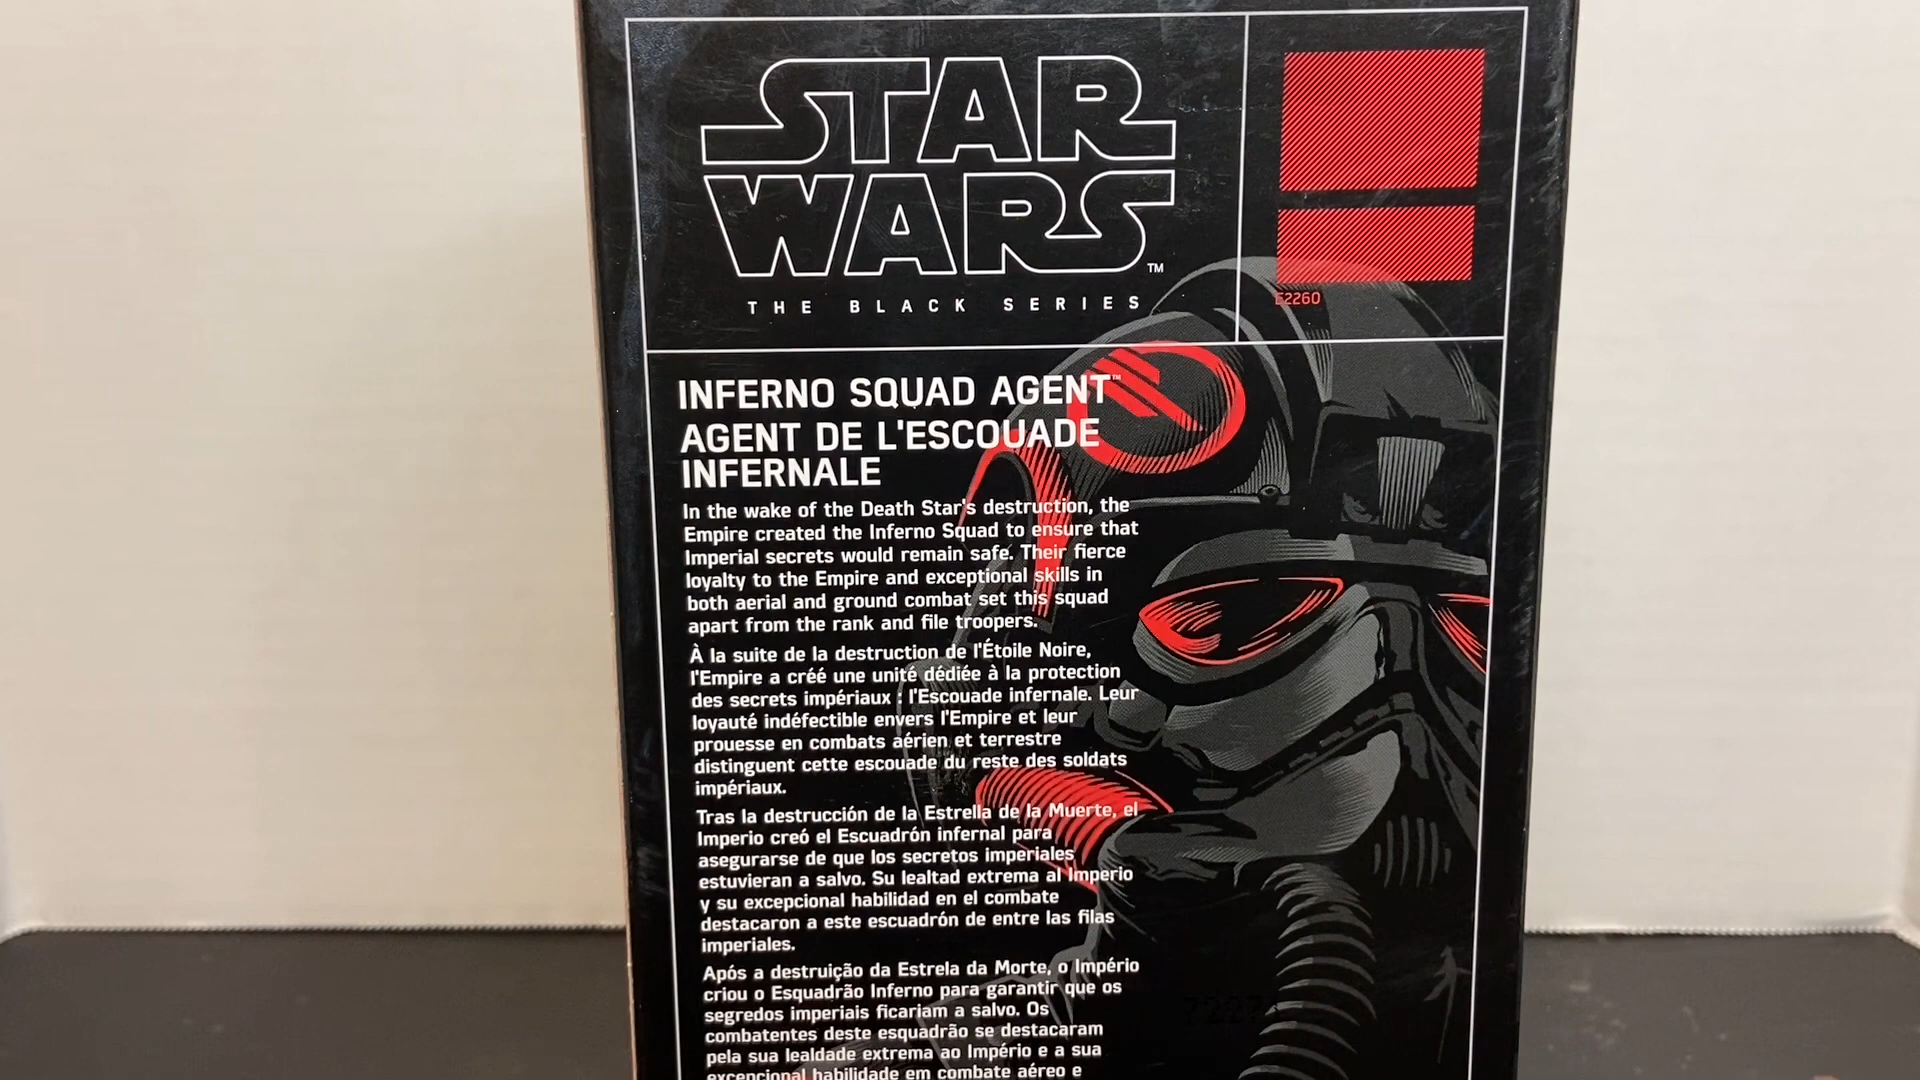 STAR
WARS™
THE BLACK SERIES
E2260
INFERNO SQUAD AGENT™
AGENT DE L'ESCOUADE
INFERNALE
In the wake of the Death Star's destruction, the
Empire created the Inferno Squad to ensure that
Imperial secrets would remain safe. Their fierce
loyalty to the Empire and exceptional skills in
both aerial and ground combat set this squad
apart from the rank and file troopers.
À la suite de la destruction de l'Étoile Noire,
l'Empire a créé une unité dédiée à la protection
des secrets impériaux : l'Escouade infernale. Leur
loyauté indéfectible envers l'Empire et leur
prouesse en combats aérien et terrestre
distinguent cette escouade du reste des soldats
impériaux.
Tras la destrucción de la Estrella de la Muerte, el
Imperio creó el Escuadrón infernal para
asegurarse de que los secretos imperiales
estuvieran a salvo. Su lealtad extrema al Imperio
y su excepcional habilidad en el combate
destacaron a este escuadrón de entre las filas
imperiales.
Após a destruição da Estrela da Morte, o Império
criou o Esquadrão Inferno para garantir que os
segredos imperiais ficariam a salvo. Os
combatentes deste esquadrão se destacaram
pela sua lealdade extrema ao Império e a sua
excepcional habilidade em combate aéreo e